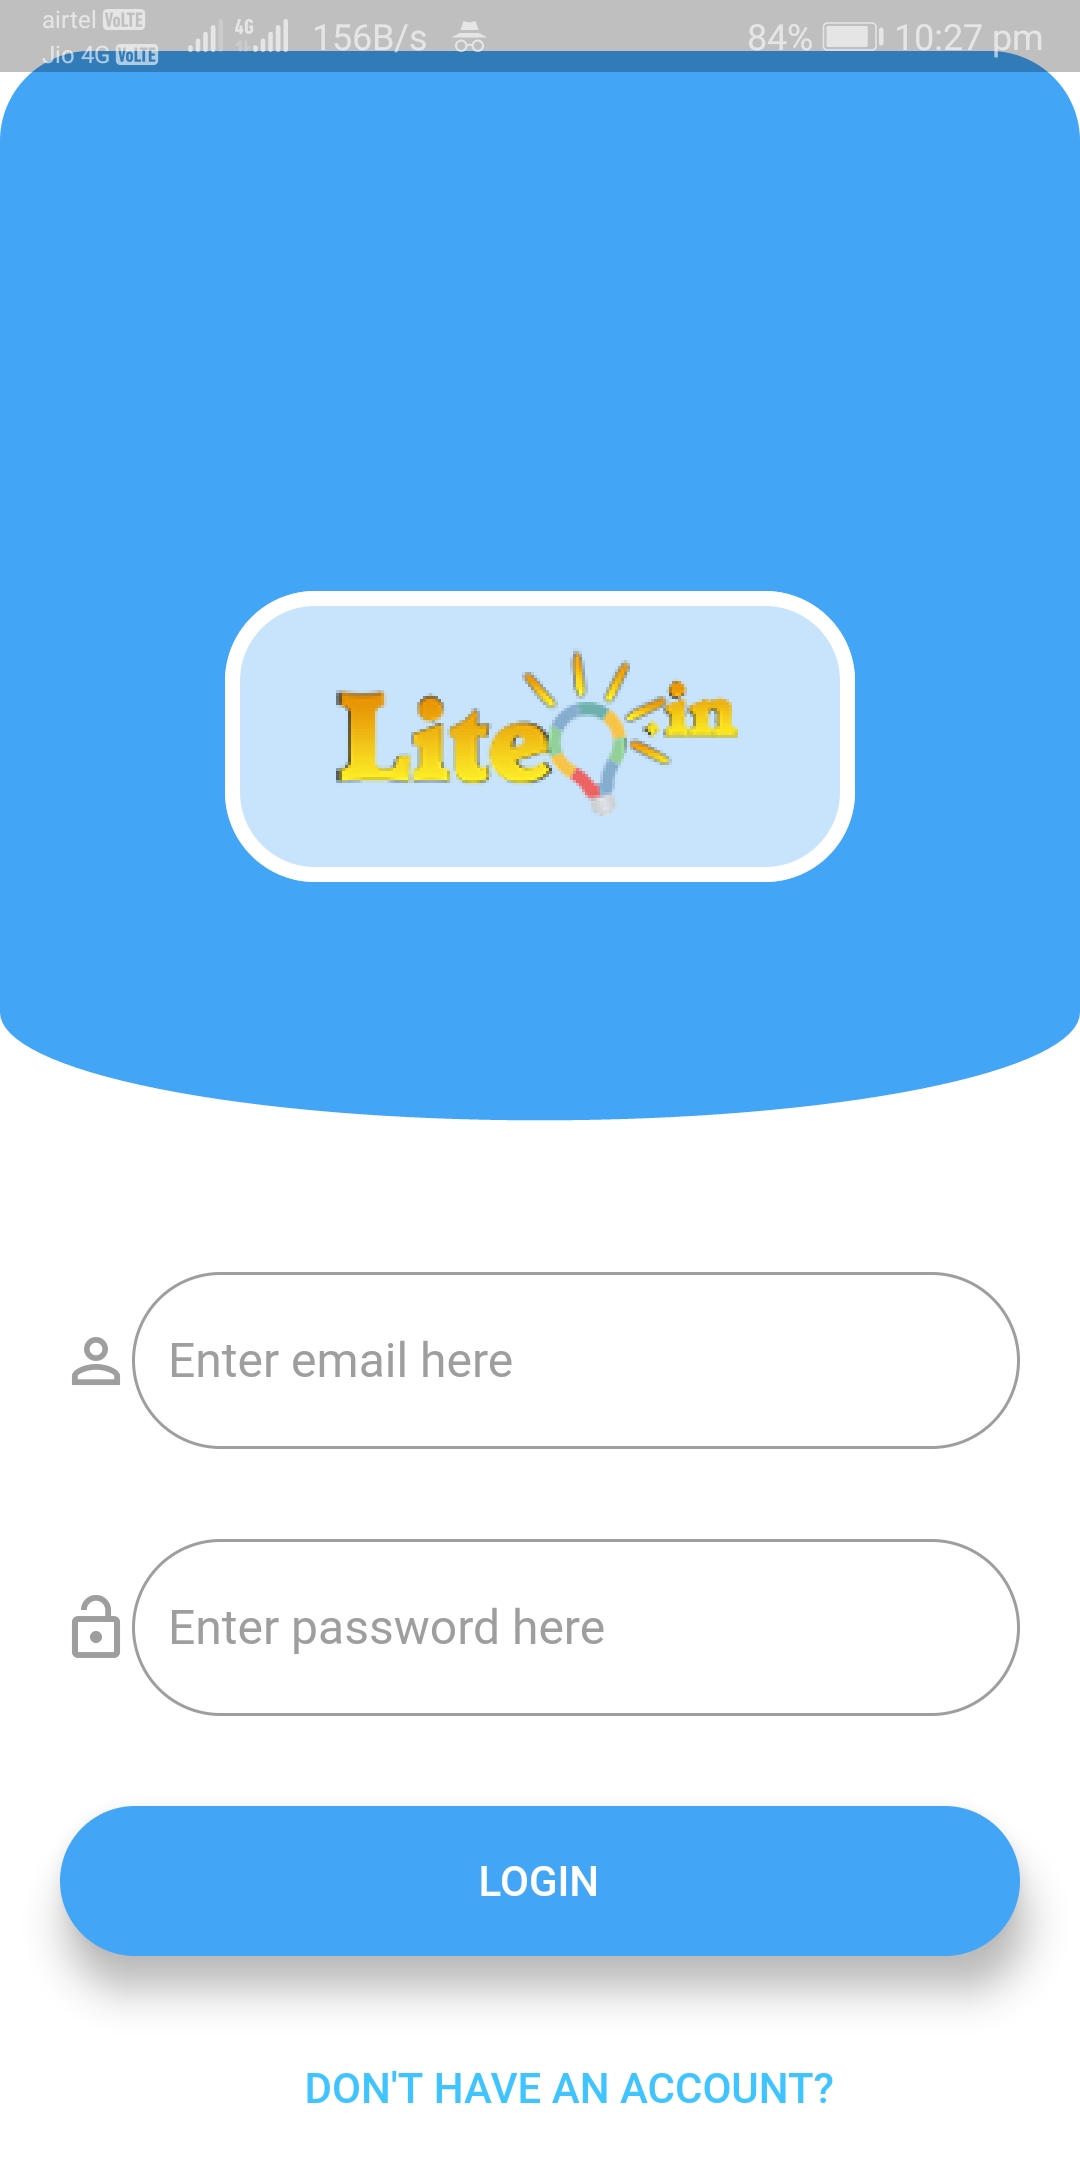 airtel VoLTE
Jio 4G VoLTE
4G
156B/s
84%
10:27 pm
Lite .in
Enter email here
Enter password here
LOGIN
DON'T HAVE AN ACCOUNT?